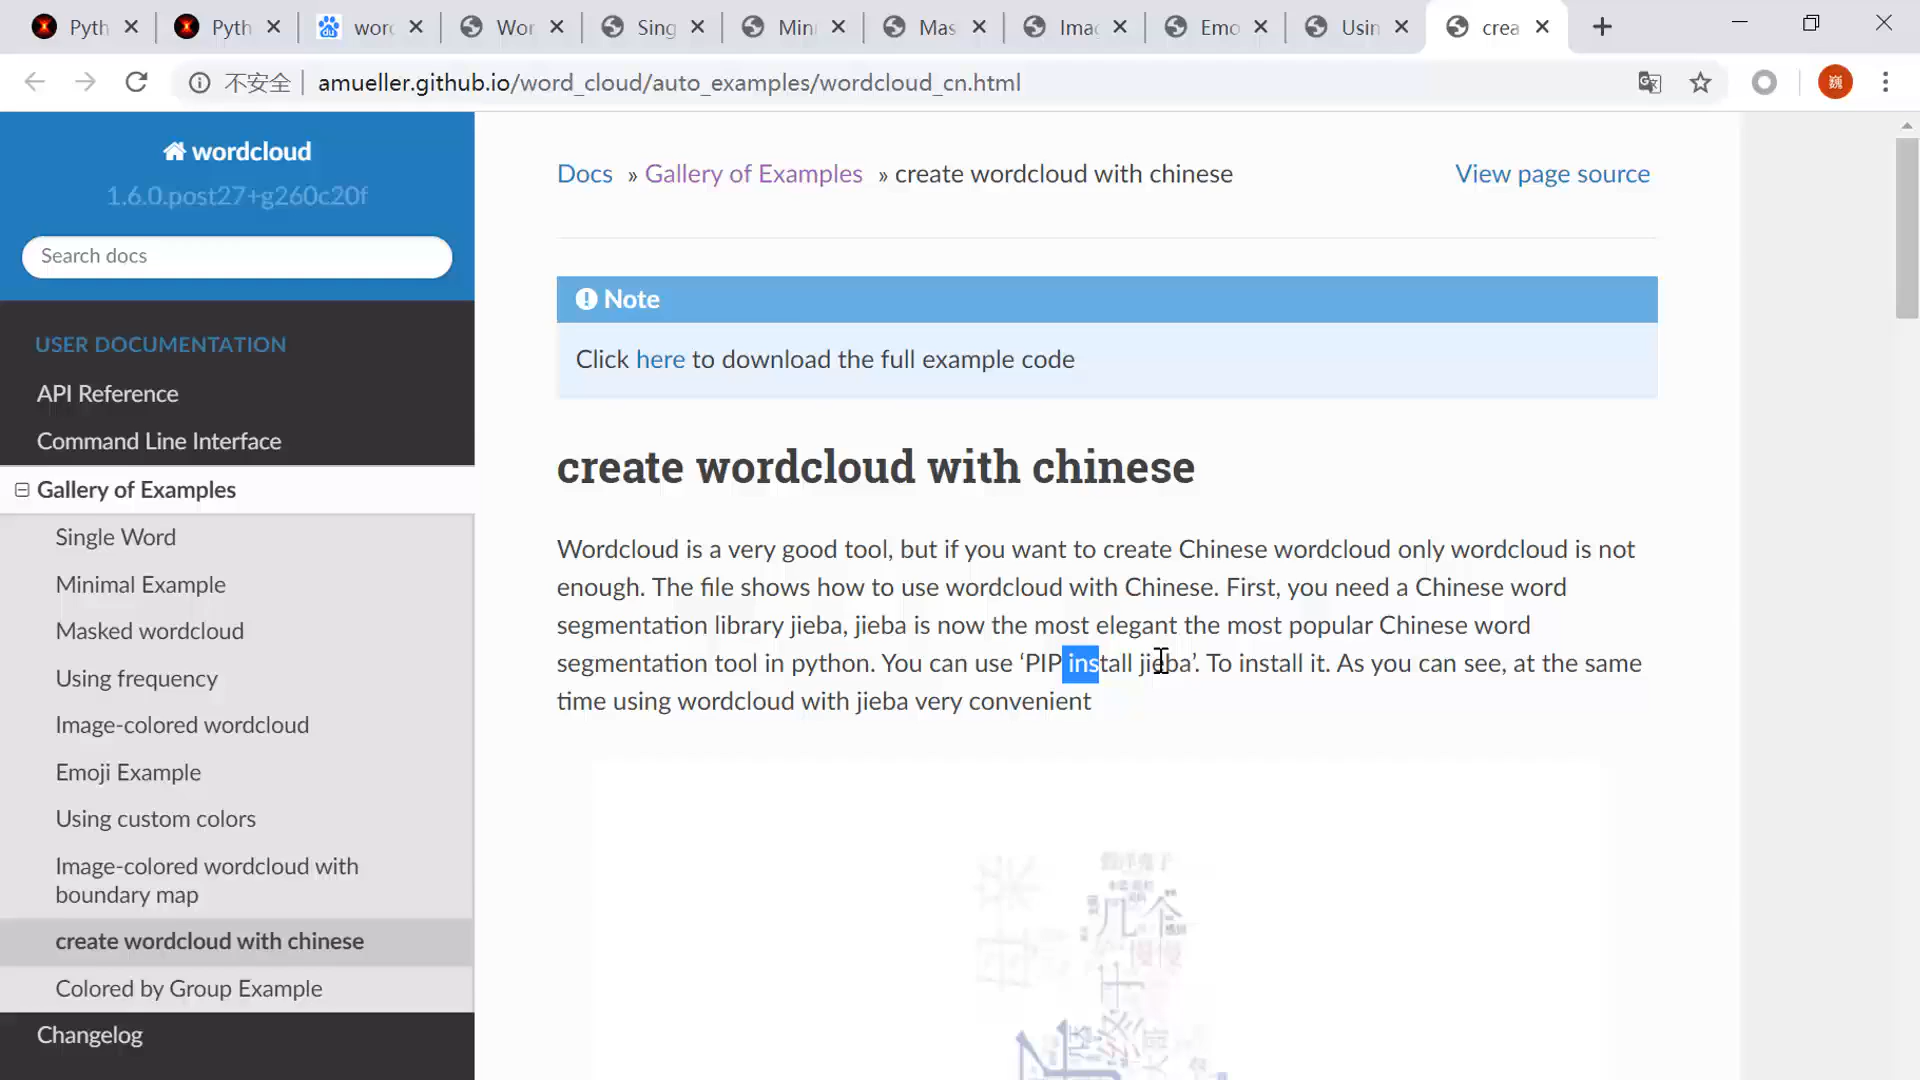 Pyth
Pyth
word
Wor
Sing
Mini
Mas
Imag
Emo
Usin
crea
不安全
amueller.github.io/word_cloud/auto_examples/wordcloud_cn.html
巍
wordcloud
1.6.0.post27+g260c20f
Search docs
USER DOCUMENTATION
API Reference
Command Line Interface
Gallery of Examples
Single Word
Minimal Example
Masked wordcloud
Using frequency
Image-colored wordcloud
Emoji Example
Using custom colors
Image-colored wordcloud with
boundary map
create wordcloud with chinese
Colored by Group Example
Changelog
Docs » Gallery of Examples » create wordcloud with chinese
View page source
Note
Click here to download the full example code
create wordcloud with chinese
Wordcloud is a very good tool, but if you want to create Chinese wordcloud only wordcloud is not
enough. The file shows how to use wordcloud with Chinese. First, you need a Chinese word
segmentation library jieba, jieba is now the most elegant the most popular Chinese word
segmentation tool in python. You can use ‘PIP install jieba’. To install it. As you can see, at the same
time using wordcloud with jieba very convenient
几个
慢慢